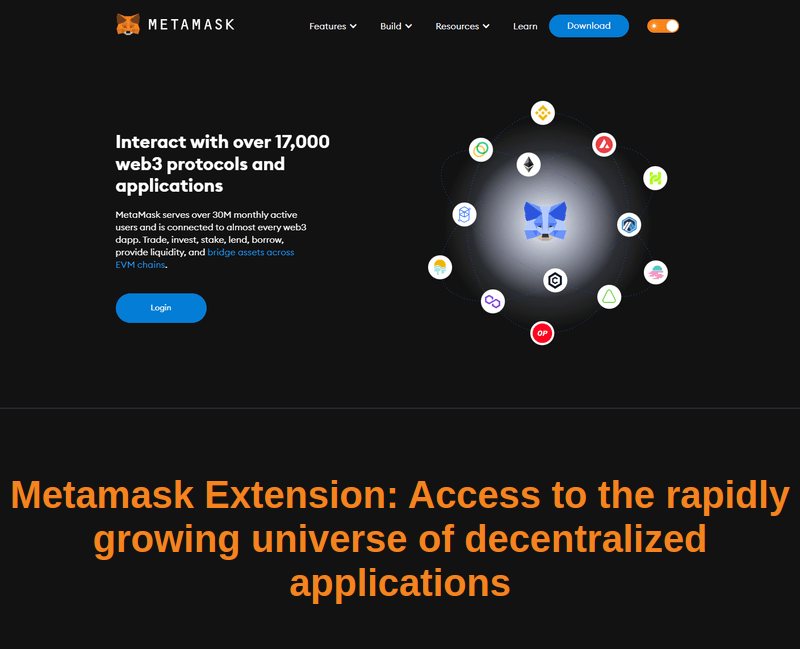 METAMASK
Features
Build
Resources
Learn
Download
Interact with over 17,000
web3 protocols and
applications
MetaMask serves over 30M monthly active
users and is connected to almost every web3
dapp. Trade, invest, stake, lend, borrow,
provide liquidity, and bridge assets across
EVM chains.
Login
OP
Metamask Extension: Access to the rapidly
growing universe of decentralized
applications